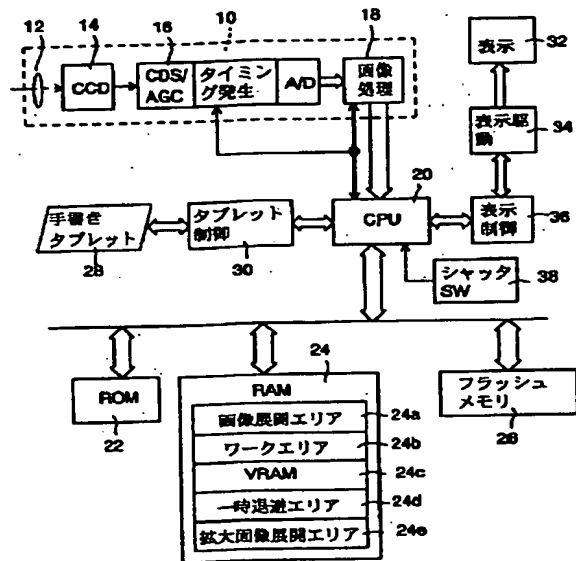 12
14
16
10
18
CCD
CDS/
AGC
タイミン
グ発生
A/D
画像
処理
表示
32
表示駆
動
34
手書き
タブレット
28
タブレット
制御
30
20
CPU
表示
制御
36
シャッタ
SW
38
ROM
22
24
RAM
画像展開エリア
24a
ワークエリア
24b
VRAM
24c
一時退避エリア
24d
拡大画像展開エリア
24e
フラッシュ
メモリ
26